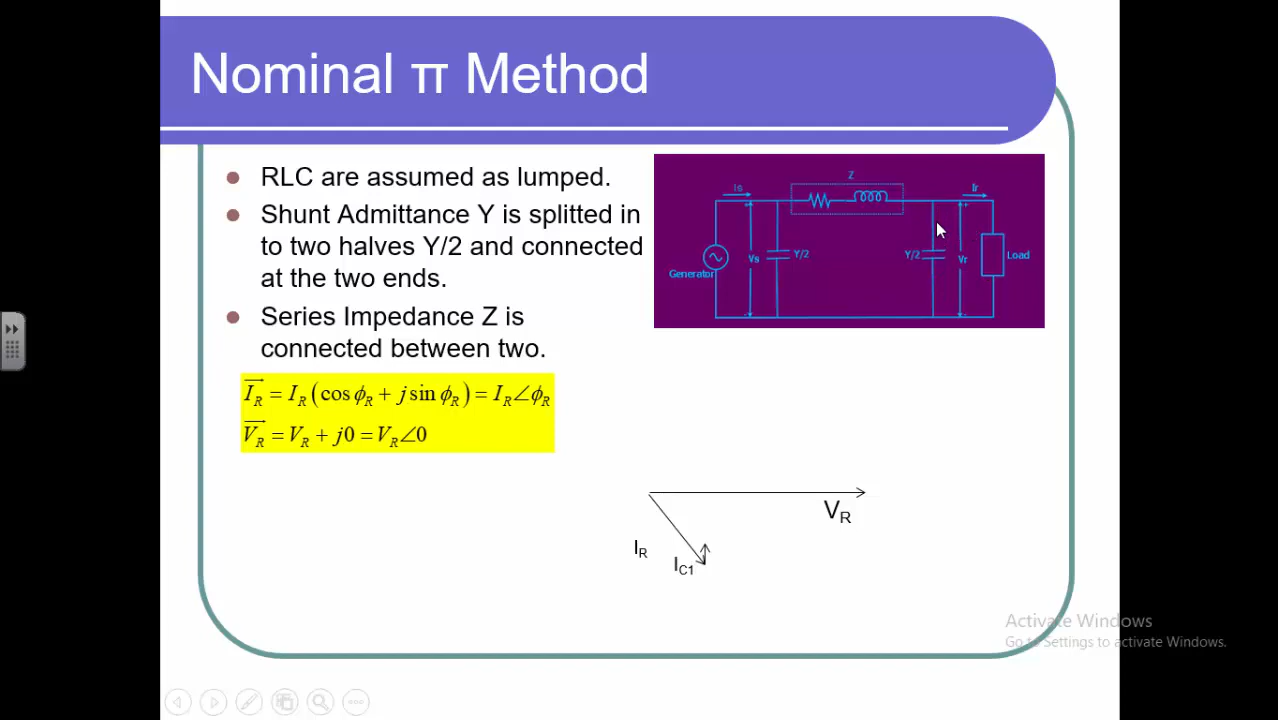 Nominal π Method
RLC are assumed as lumped.
Shunt Admittance Y is splitted in
to two halves Y/2 and connected
at the two ends.
Series Impedance Z is
connected between two.
Z
Is
Ir
Vs
Y/2
Y/2
Vr
Load
Generator
I_R = I_R (cos ϕ_R + j sin ϕ_R) = I_R∠ϕ_R
V_R = V_R + j0 = V_R∠0
V_R
I_R
I_C1
Activate Windows
Go to Settings to activate Windows.